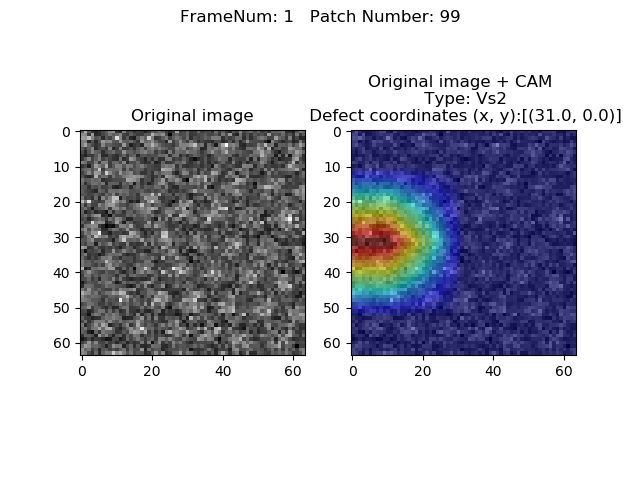 FrameNum: 1   Patch Number: 99
Original image
0
10
20
30
40
50
60
0 20 40 60
Original image + CAM
Type: Vs2
Defect coordinates (x, y):[(31.0, 0.0)]
0
10
20
30
40
50
60
0 20 40 60